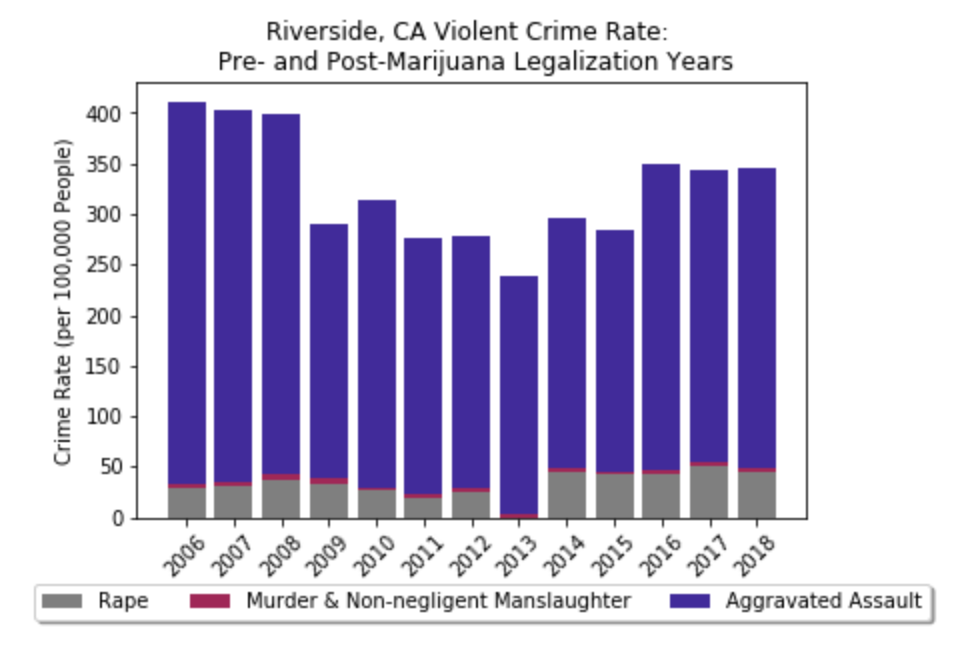 Riverside, CA Violent Crime Rate:
Pre- and Post-Marijuana Legalization Years
Crime Rate (per 100,000 People)
400
350
300
250
200
150
100
50
0
2006 2007 2008 2009 2010 2011 2012 2013 2014 2015 2016 2017 2018
Rape Murder & Non-negligent Manslaughter Aggravated Assault